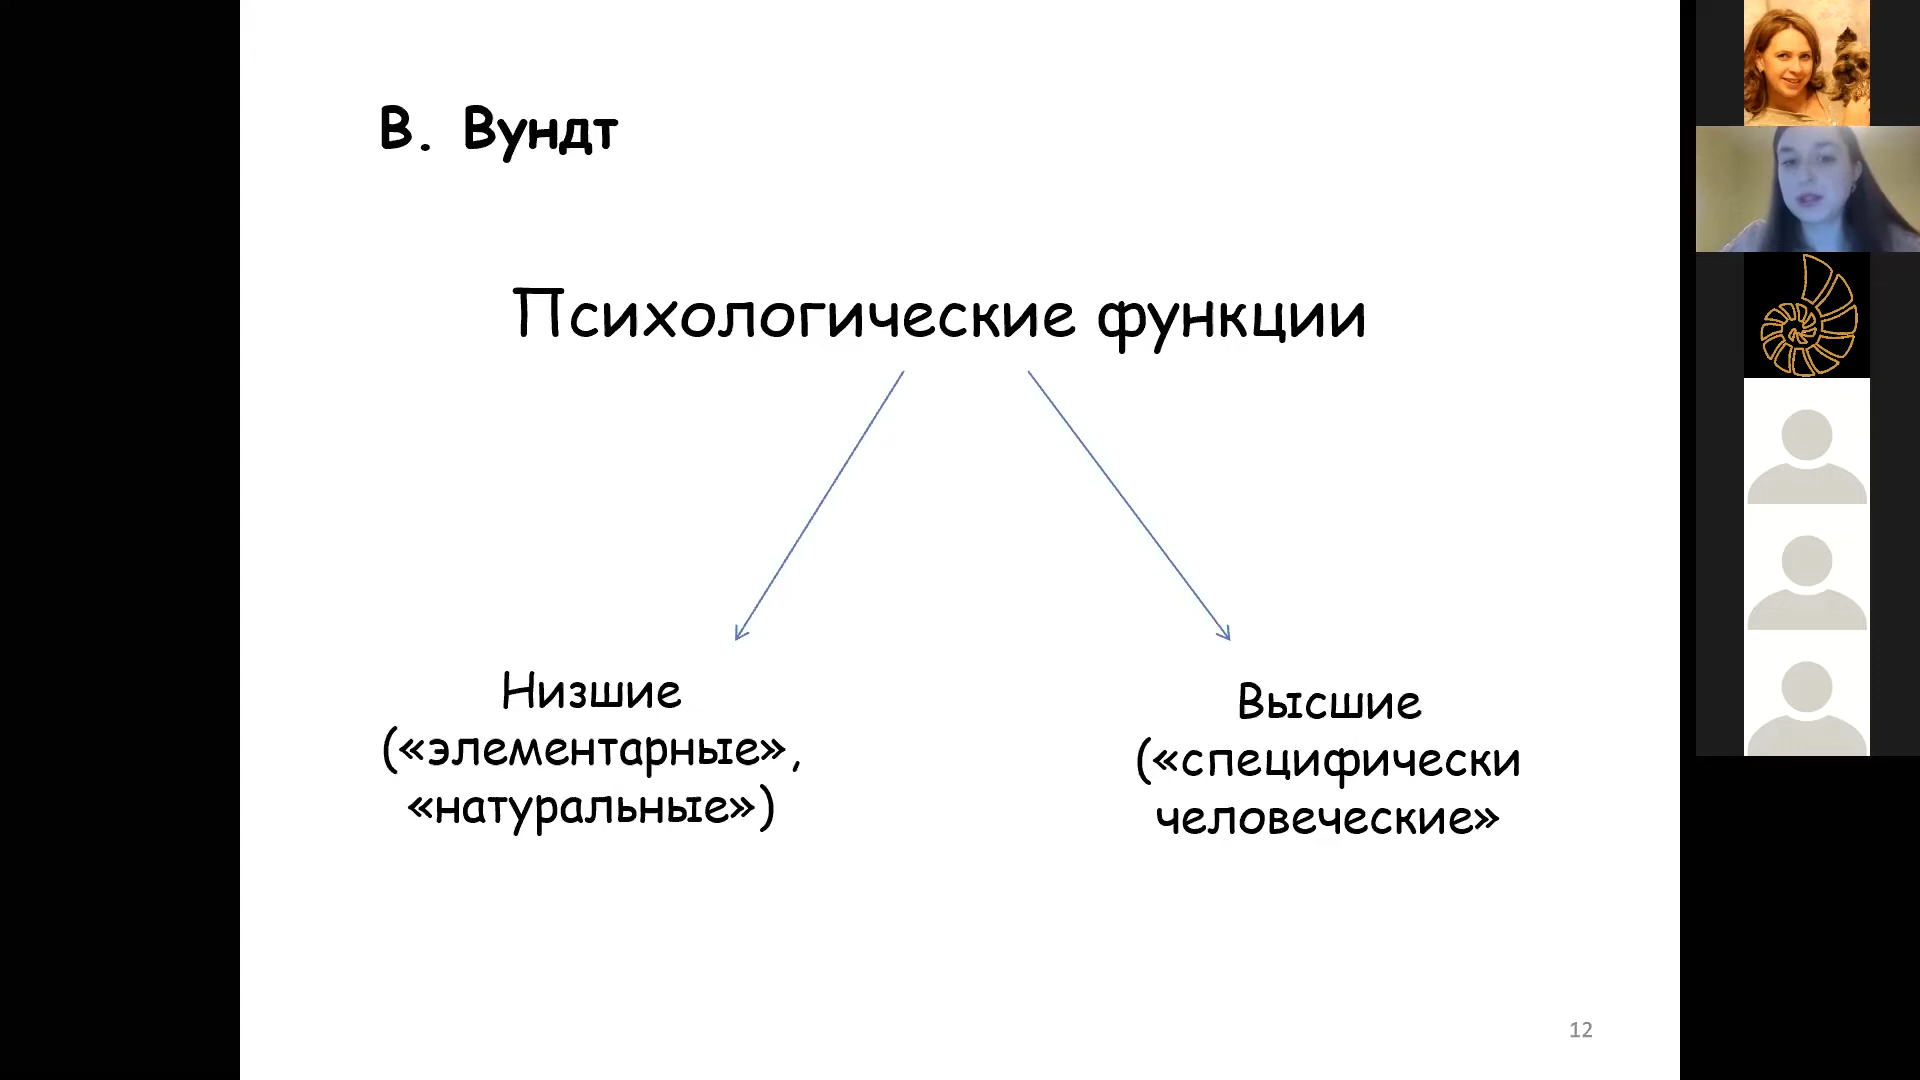 В. Вундт
Психологические функции
Низшие
(«элементарные»,
«натуральные»)
Высшие
(«специфически
человеческие»
12